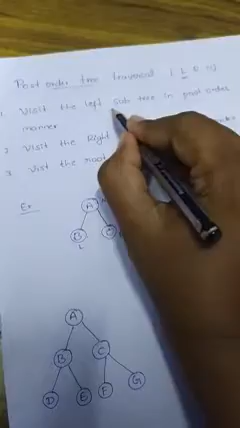 Post order tree traversal ( L R
1 Visit the left sub tree in post order
manner
2 Visit the Right
3 Visit the root
Ex
A
B C
L
A
B C
D E F G